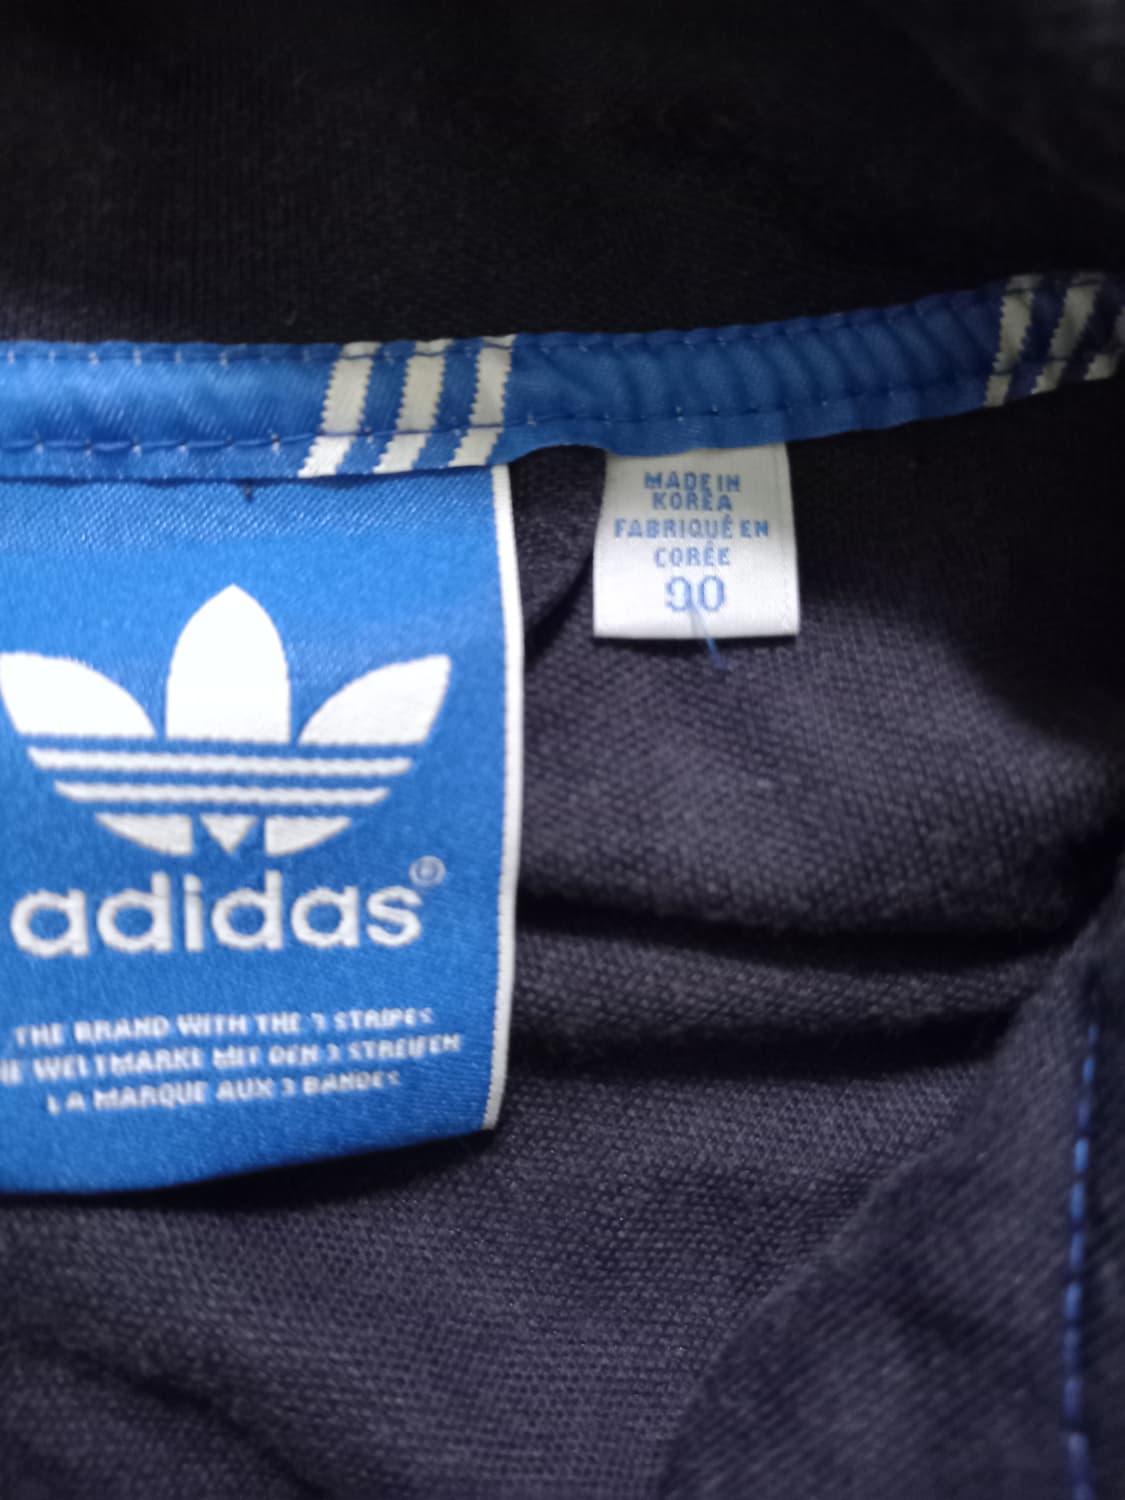 MADE IN
KOREA
FABRIQUÉ EN
CORÉE
90
adidas®
THE BRAND WITH THE 3 STRIPES
WELTMARKE MIT DEN 3 STREIFEN
LA MARQUE AUX 3 BANDES